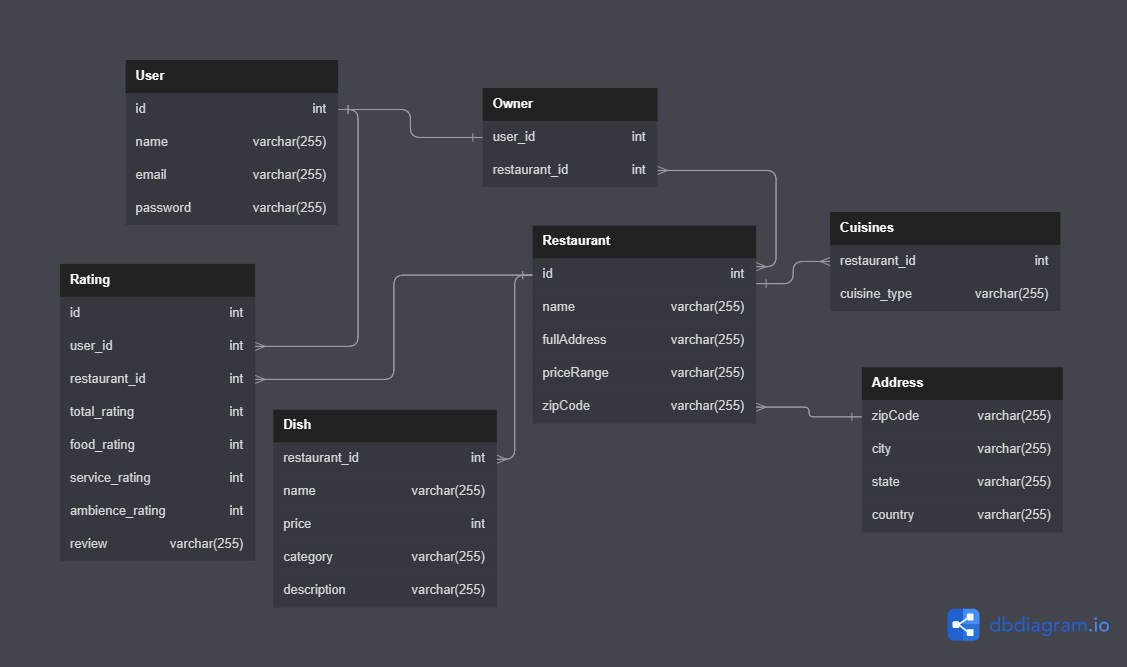 User
id int
name varchar(255)
email varchar(255)
password varchar(255)
Owner
user_id int
restaurant_id int
Restaurant
id int
name varchar(255)
fullAddress varchar(255)
priceRange varchar(255)
zipCode varchar(255)
Cuisines
restaurant_id int
cuisine_type varchar(255)
Rating
id int
user_id int
restaurant_id int
total_rating int
food_rating int
service_rating int
ambience_rating int
review varchar(255)
Dish
restaurant_id int
name varchar(255)
price int
category varchar(255)
description varchar(255)
Address
zipCode varchar(255)
city varchar(255)
state varchar(255)
country varchar(255)
dbdiagram.io